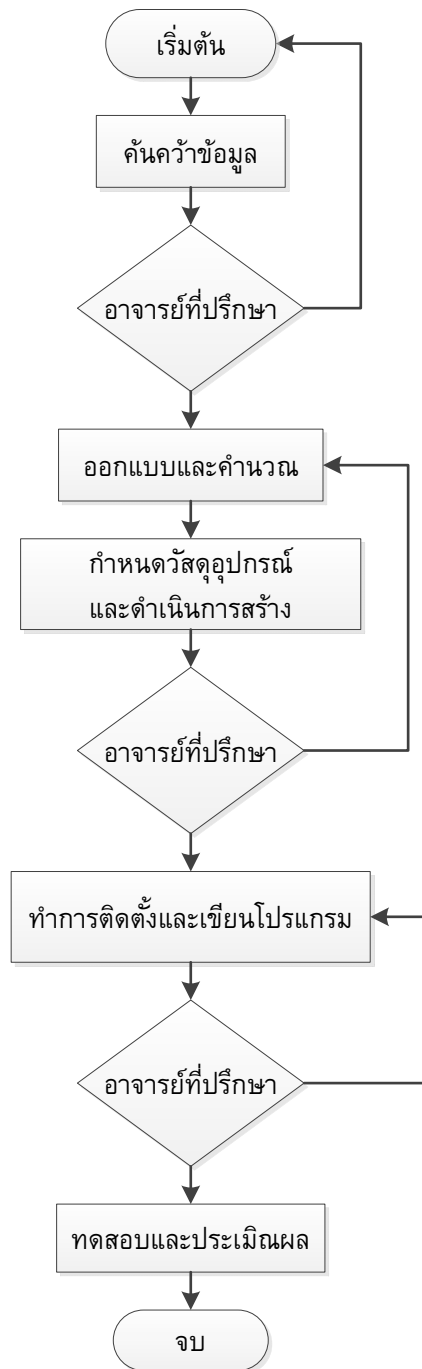 เริ่มต้น
ค้นคว้าข้อมูล
อาจารย์ที่ปรึกษา
ออกแบบและคำนวณ
กำหนดวัสดุอุปกรณ์
และดำเนินการสร้าง
อาจารย์ที่ปรึกษา
ทำการติดตั้งและเขียนโปรแกรม
อาจารย์ที่ปรึกษา
ทดสอบและประเมิณผล
จบ